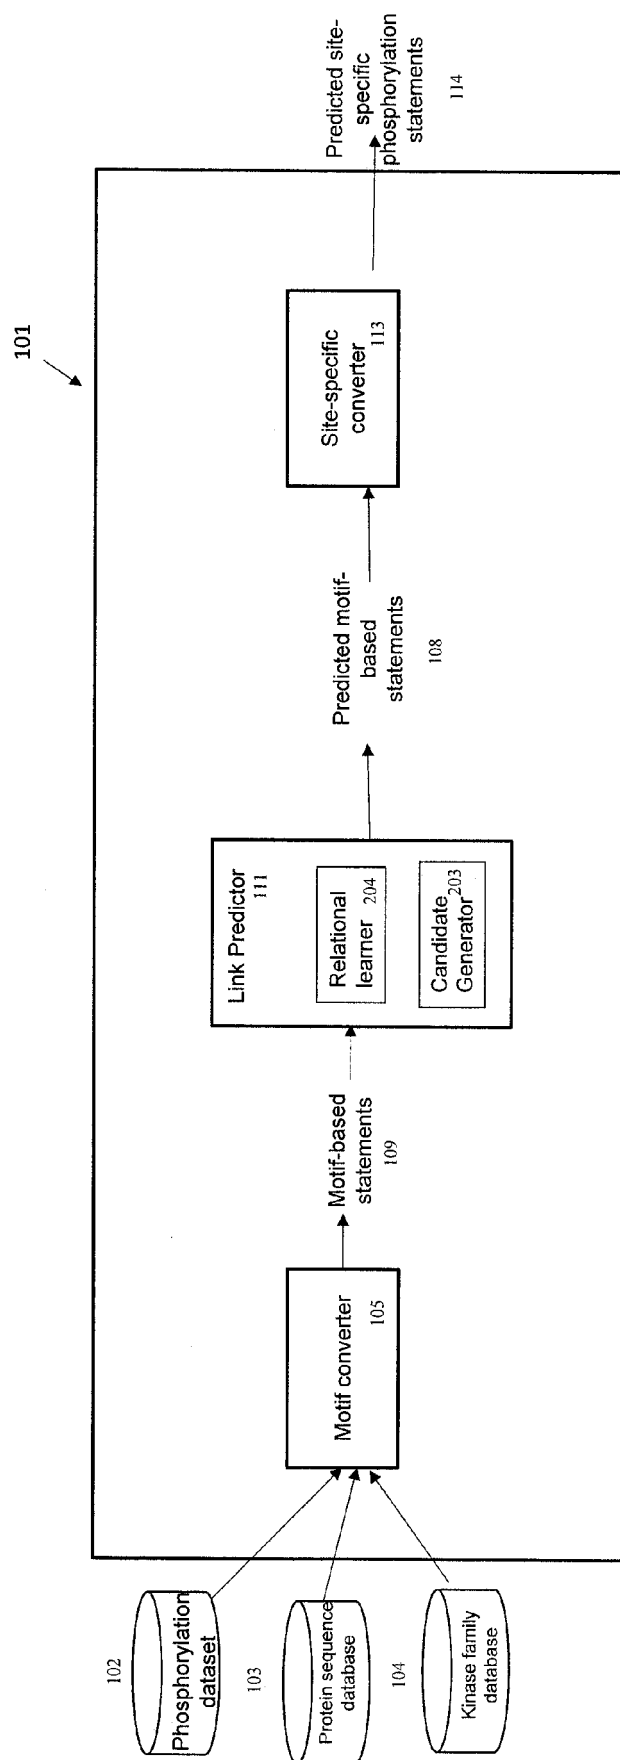 101
102
Phosphorylation
dataset
103
Protein sequence
database
104
Kinase family
database
Motif converter
105
Motif-based
statements
109
Link Predictor
111
Relational
learner 204
Candidate
Generator 203
Predicted motif-
based
statements
108
Site-specific
converter
113
Predicted site-
specific
phosphorylation
statements
114